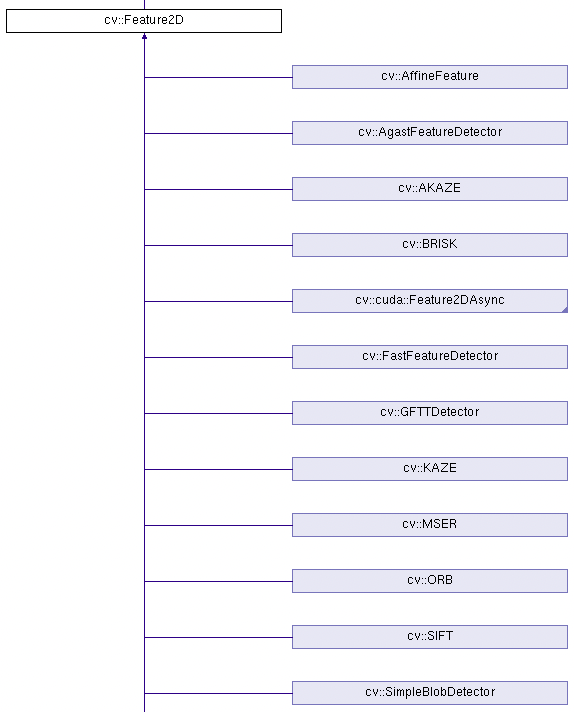 cv::Feature2D
cv::AffineFeature
cv::AgastFeatureDetector
cv::AKAZE
cv::BRISK
cv::cuda::Feature2DAsync
cv::FastFeatureDetector
cv::GFTTDetector
cv::KAZE
cv::MSER
cv::ORB
cv::SIFT
cv::SimpleBlobDetector